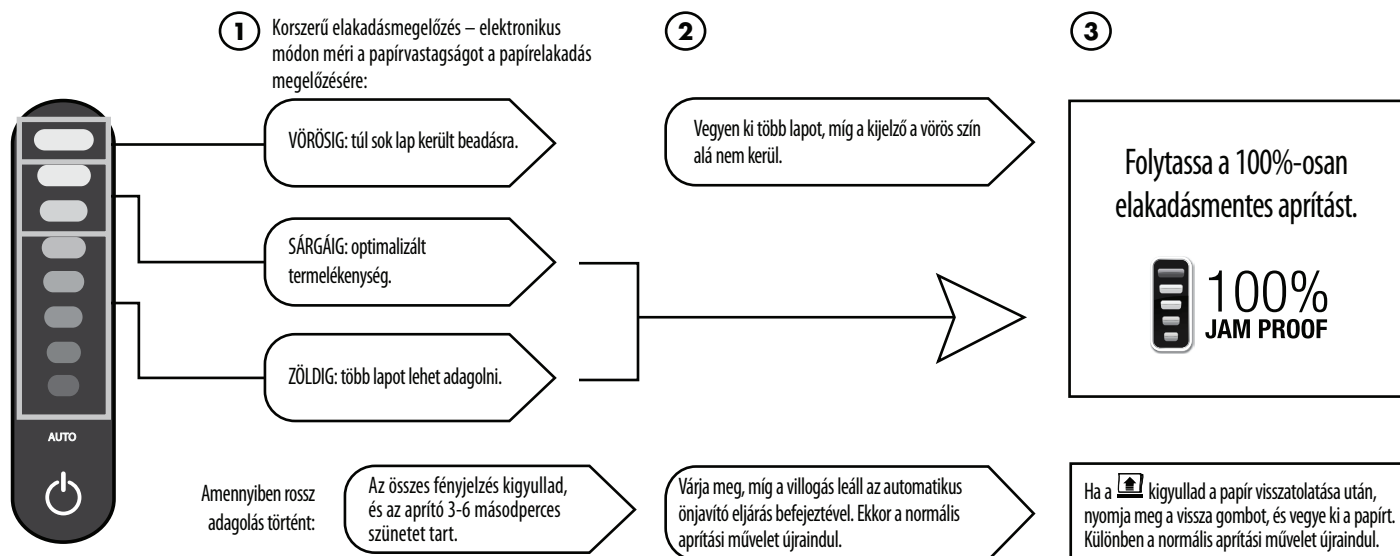 1
Korszerű elakadásmegelőzés – elektronikus
módon méri a papírvastagságot a papírelakadás
megelőzésére:
VÖRÖSIG: túl sok lap került beadásra.
SÁRGÁIG: optimalizált
termelékenység.
ZÖLDIG: több lapot lehet adagolni.
2
Vegyen ki több lapot, míg a kijelző a vörös szín
alá nem kerül.
3
Folytassa a 100%-osan
elakadásmentes aprítást.
100%
JAM PROOF
AUTO
Amennyiben rossz
adagolás történt:
Az összes fényjelzés kigyullad,
és az aprító 3-6 másodperces
szünetet tart.
Várja meg, míg a villogás leáll az automatikus
önjavító eljárás befejeztével. Ekkor a normális
aprítási művelet újraindul.
Ha a kigyullad a papír visszatolatása után,
nyomja meg a vissza gombot, és vegye ki a papírt.
Különben a normális aprítási művelet újraindul.